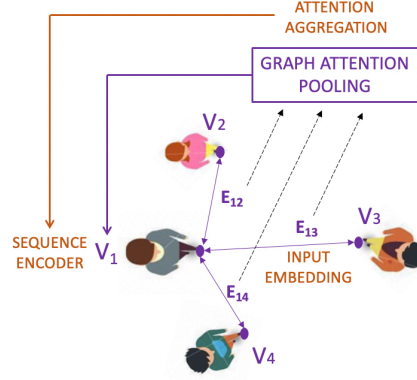 ATTENTION
AGGREGATION
GRAPH ATTENTION
POOLING
V2
E12
V3
E13
SEQUENCE
ENCODER
V1
INPUT
EMBEDDING
E14
V4